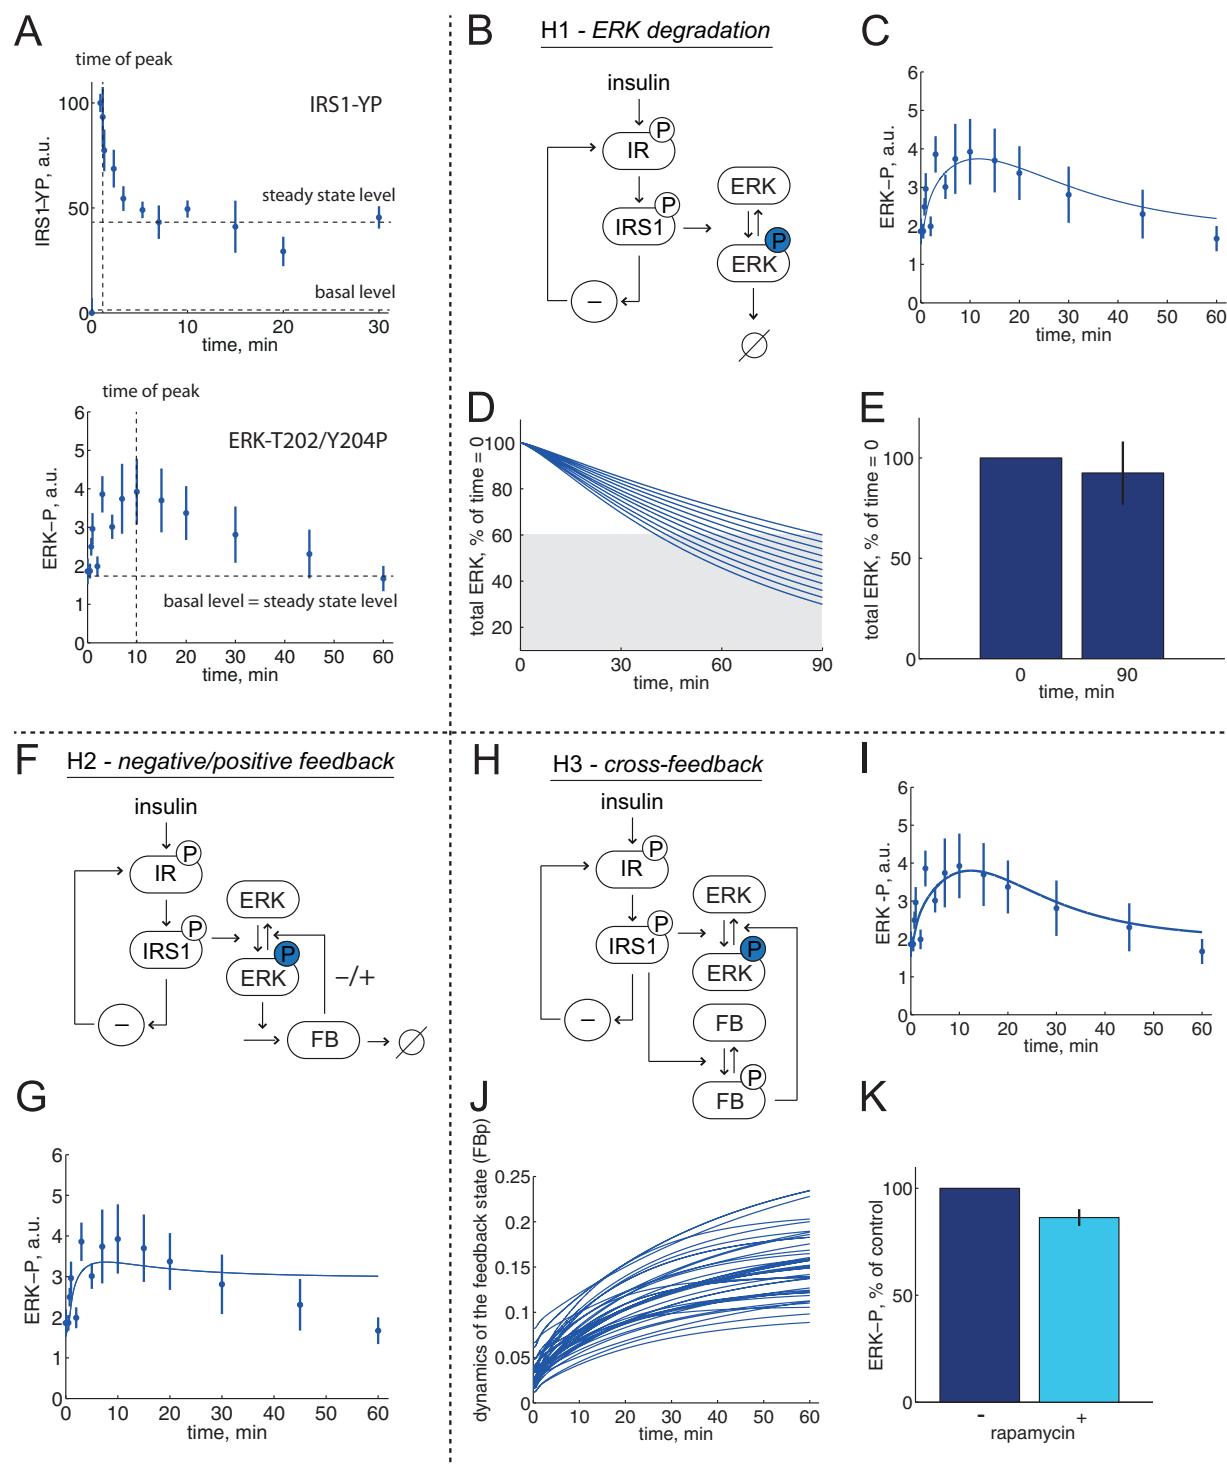 A
time of peak
IRS1-YP
100
50
0
IRS1-YP, a.u.
steady state level
basal level
0 10 20 30
time, min
time of peak
ERK-T202/Y204P
6
5
4
3
2
1
0
ERK–P, a.u.
basal level = steady state level
0 10 20 30 40 50 60
time, min
B
H1 - ERK degradation
insulin
P
IR
P
IRS1
ERK
P
ERK
–
∅
C
6
5
4
3
2
1
0
ERK–P, a.u.
0 10 20 30 40 50 60
time, min
D
total ERK, % of time = 0
100
80
60
40
20
0 30 60 90
time, min
E
total ERK, % of time = 0
100
50
0
0 90
time, min
F
H2 - negative/positive feedback
insulin
P
IR
P
IRS1
ERK
P
ERK
–/+
–
FB
∅
G
6
5
4
3
2
1
0
ERK–P, a.u.
0 10 20 30 40 50 60
time, min
H
H3 - cross-feedback
insulin
P
IR
P
IRS1
ERK
P
ERK
–
FB
P
FB
I
6
5
4
3
2
1
0
ERK -P, a.u.
0 10 20 30 40 50 60
time, min
J
dynamics of the feedback state (FBp)
0.25
0.2
0.15
0.1
0.05
0
0 10 20 30 40 50 60
time, min
K
ERK–P, % of control
100
50
0
- +
rapamycin